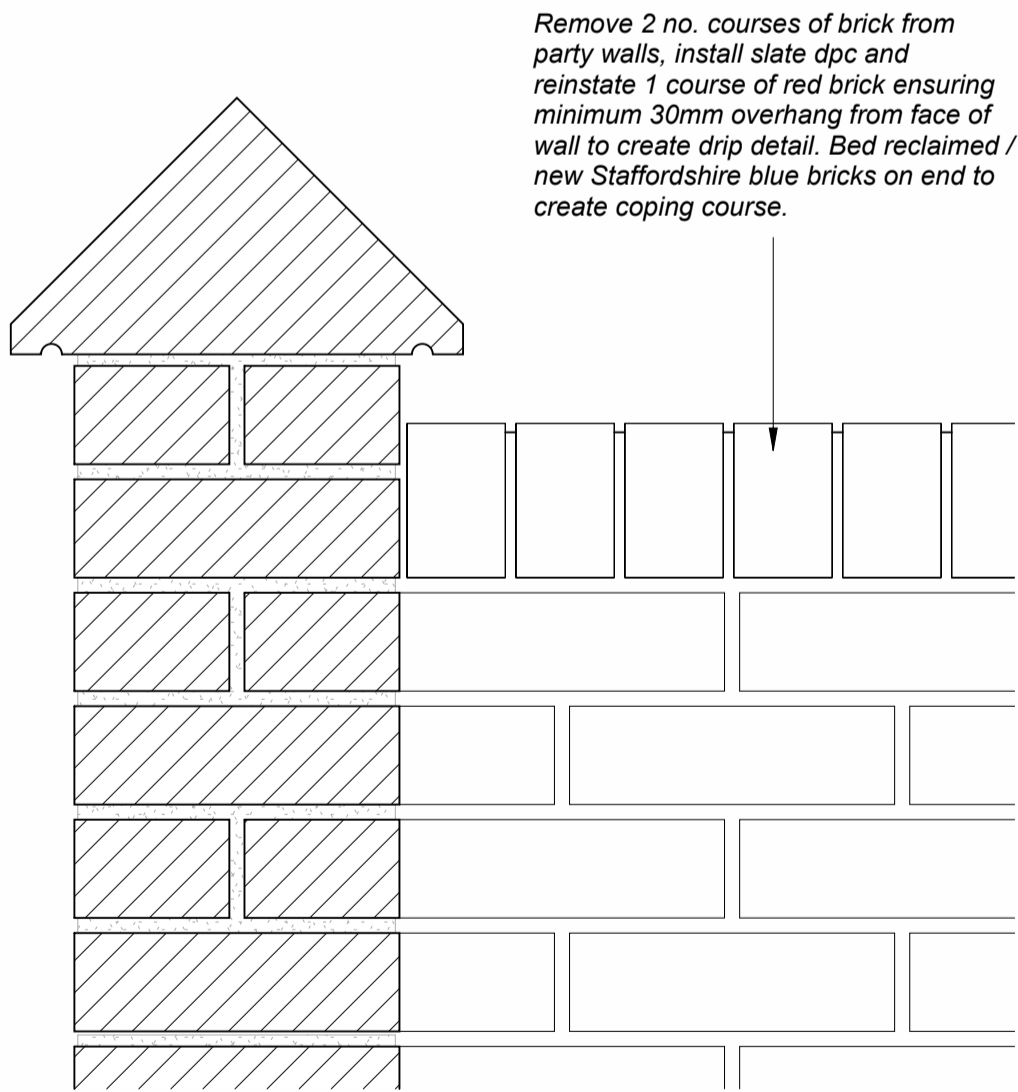 Remove 2 no. courses of brick from
party walls, install slate dpc and
reinstate 1 course of red brick ensuring
minimum 30mm overhang from face of
wall to create drip detail. Bed reclaimed /
new Staffordshire blue bricks on end to
create coping course.